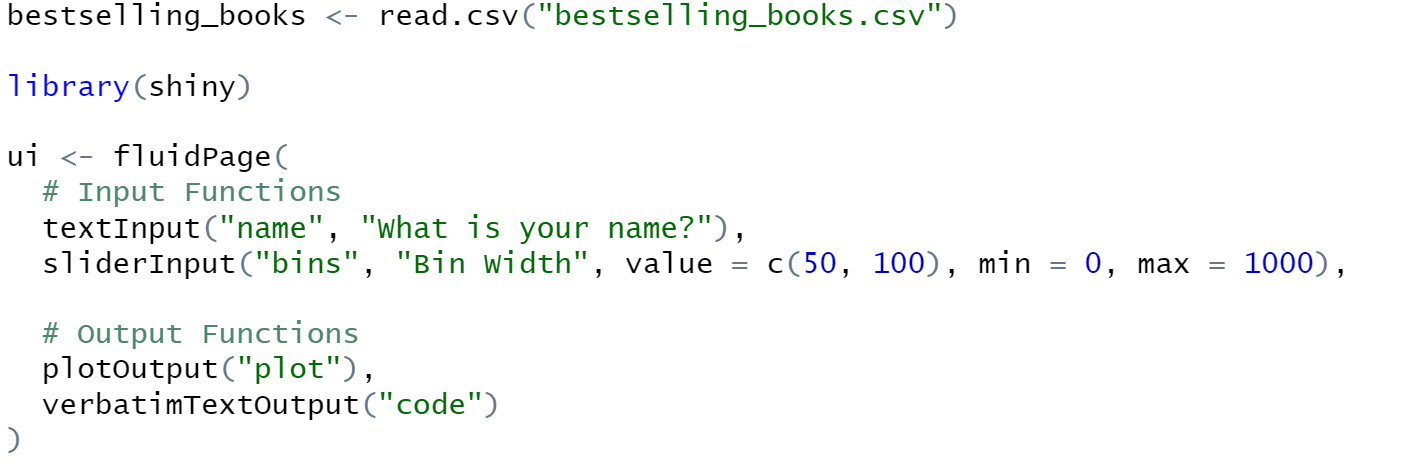 bestselling_books <- read.csv("bestselling_books.csv")

library(shiny)

ui <- fluidPage(
  # Input Functions
  textInput("name", "What is your name?"),
  sliderInput("bins", "Bin Width", value = c(50, 100), min = 0, max = 1000),

  # Output Functions
  plotOutput("plot"),
  verbatimTextOutput("code")
)